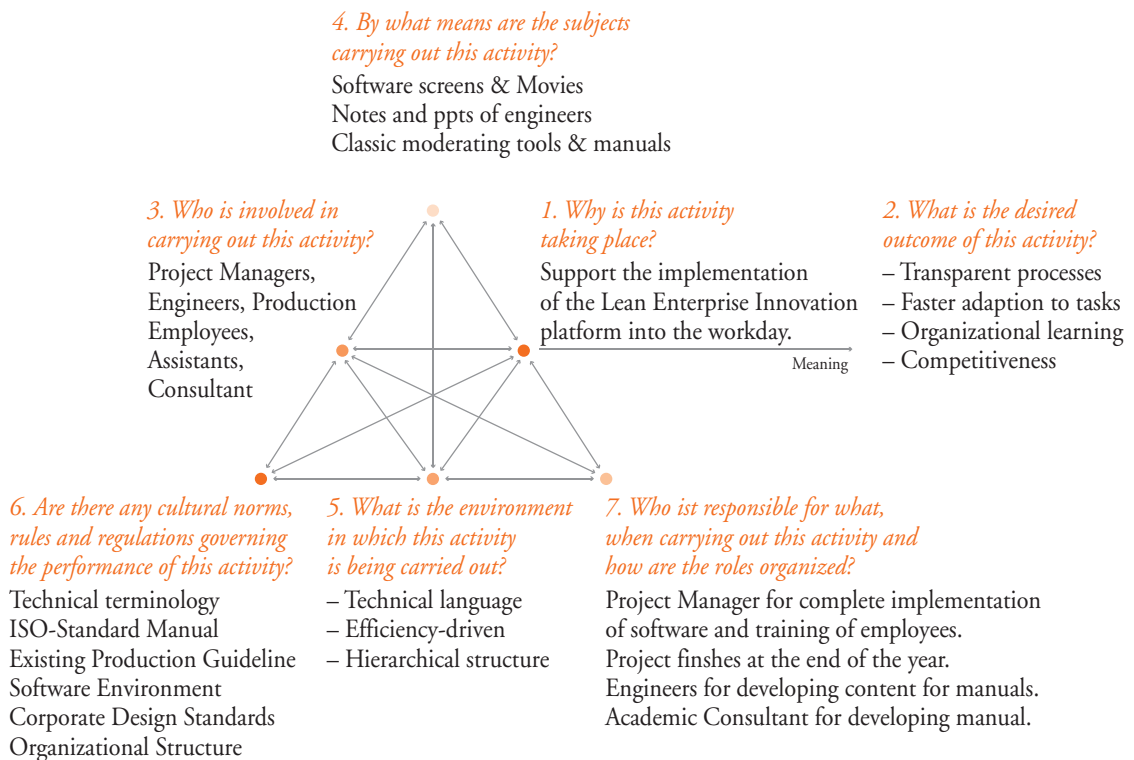 4. By what means are the subjects
carrying out this activity?
Software screens & Movies
Notes and ppts of engineers
Classic moderating tools & manuals
3. Who is involved in
carrying out this activity?
Project Managers,
Engineers, Production
Employees,
Assistants,
Consultant
1. Why is this activity
taking place?
Support the implementation
of the Lean Enterprise Innovation
platform into the workday.
Meaning
2. What is the desired
outcome of this activity?
– Transparent processes
– Faster adaption to tasks
– Organizational learning
– Competitiveness
6. Are there any cultural norms,
rules and regulations governing
the performance of this activity?
Technical terminology
ISO-Standard Manual
Existing Production Guideline
Software Environment
Corporate Design Standards
Organizational Structure
5. What is the environment
in which this activity
is being carried out?
– Technical language
– Efficiency-driven
– Hierarchical structure
7. Who ist responsible for what,
when carrying out this activity and
how are the roles organized?
Project Manager for complete implementation
of software and training of employees.
Project finshes at the end of the year.
Engineers for developing content for manuals.
Academic Consultant for developing manual.